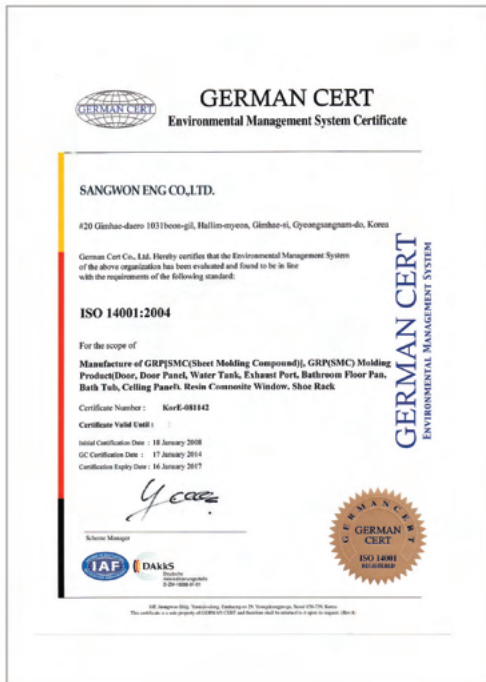 GERMAN CERT
GERMAN CERT
Environmental Management System Certificate
SANGWON ENG CO.,LTD.
#20 Gimhae-daero 1031beon-gil, Hallim-myeon, Gimhae-si, Gyeongsangnam-do, Korea
German Cert Co., Ltd. Hereby certifies that the Environmental Management System
of the above organization has been evaluated and found to be in line
with the requirements of the following standard:
ISO 14001:2004
For the scope of
Manufacture of GRP[SMC(Sheet Molding Compound)], GRP(SMC) Molding
Product(Door, Door Panel, Water Tank, Exhaust Port, Bathroom Floor Pan,
Bath Tub, Celling Panel), Resin Composite Window, Shoe Rack
Certificate Number : KorE-081142
Certificate Valid Until :
Initial Certification Date : 18 January 2008
GC Certification Date : 17 January 2014
Certification Expiry Date : 16 January 2017
Scheme Manager
IAF
DAkkS
Deutsche
Akkreditierungsstelle
GERMAN CERT
ENVIRONMENTAL MANAGEMENT SYSTEM
GERMANCERT
GERMAN
CERT
ISO 14001
REGISTERED